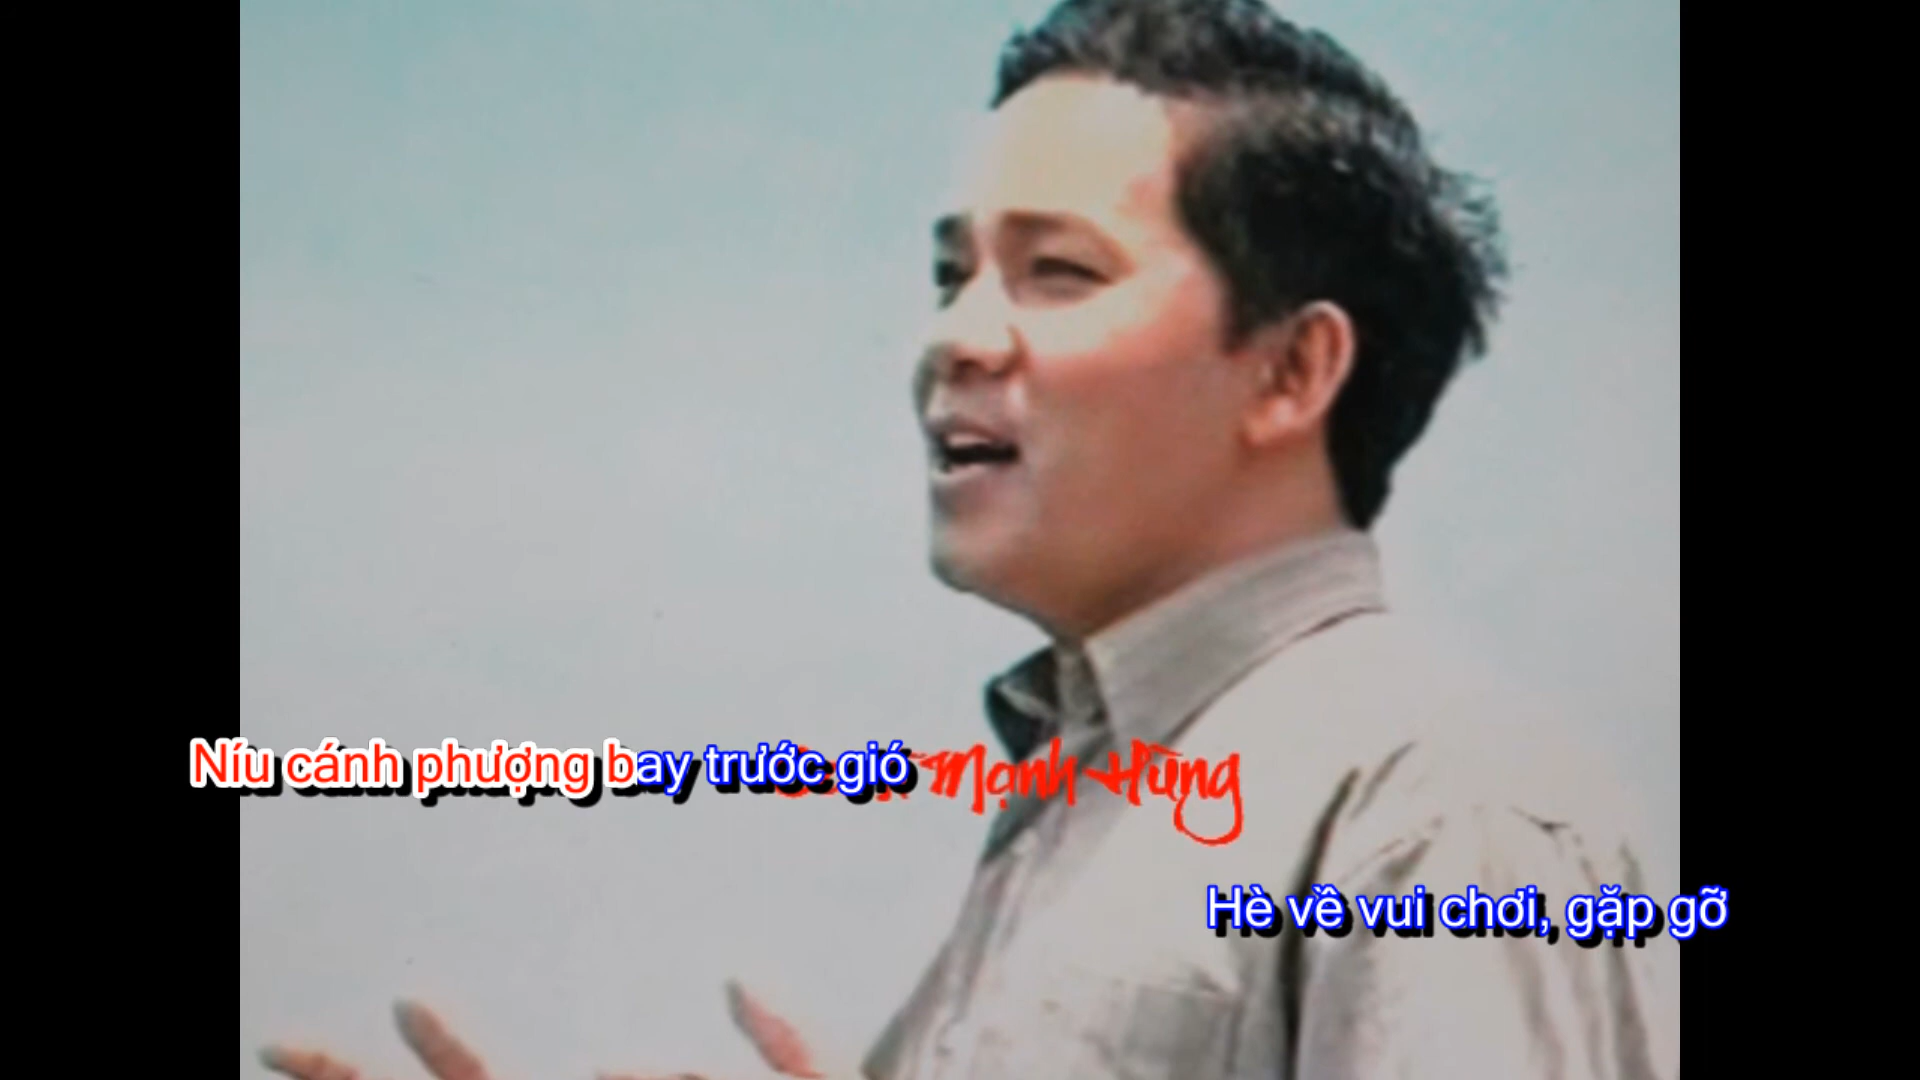 Níu cánh phượng bay trước gió
Mạnh Hùng
Hè về vui chơi, gặp gỡ